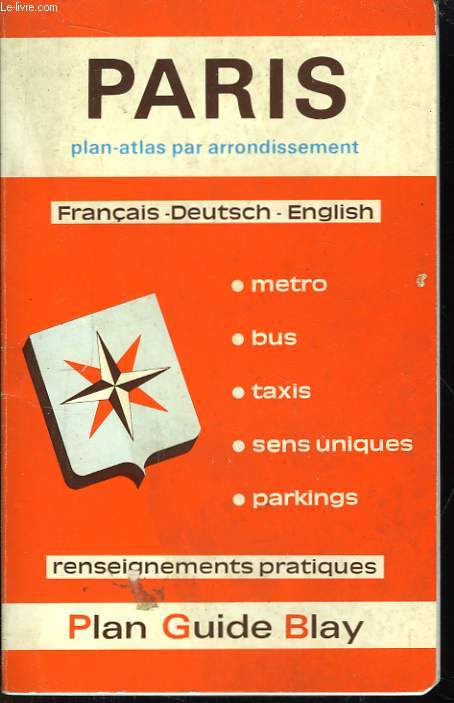 Le-livre.com
PARIS
plan-atlas par arrondissement
Français - Deutsch - English
• metro
• bus
• taxis
• sens uniques
• parkings
renseignements pratiques
Plan Guide Blay